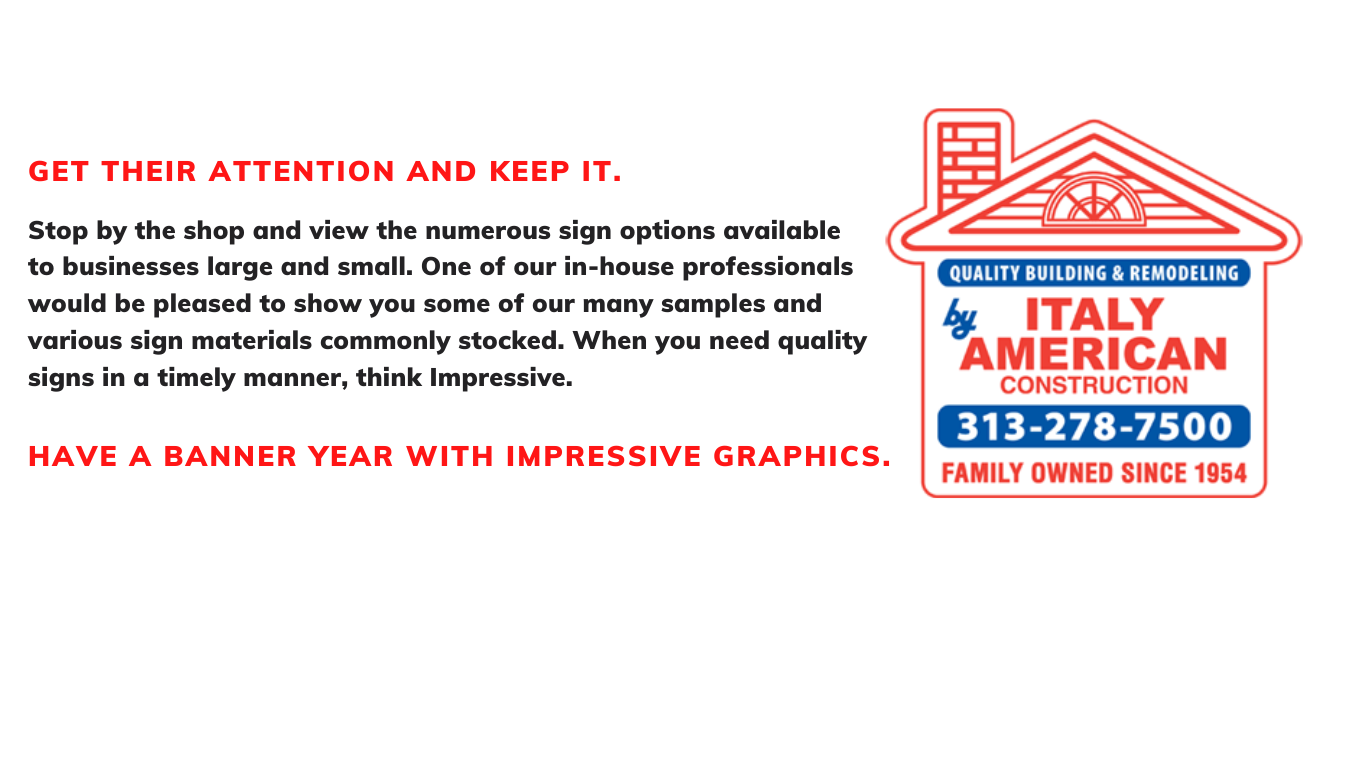 GET THEIR ATTENTION AND KEEP IT.
Stop by the shop and view the numerous sign options available
to businesses large and small. One of our in-house professionals
would be pleased to show you some of our many samples and
various sign materials commonly stocked. When you need quality
signs in a timely manner, think Impressive.
HAVE A BANNER YEAR WITH IMPRESSIVE GRAPHICS.
QUALITY BUILDING & REMODELING
by
ITALY
AMERICAN
CONSTRUCTION
313-278-7500
FAMILY OWNED SINCE 1954